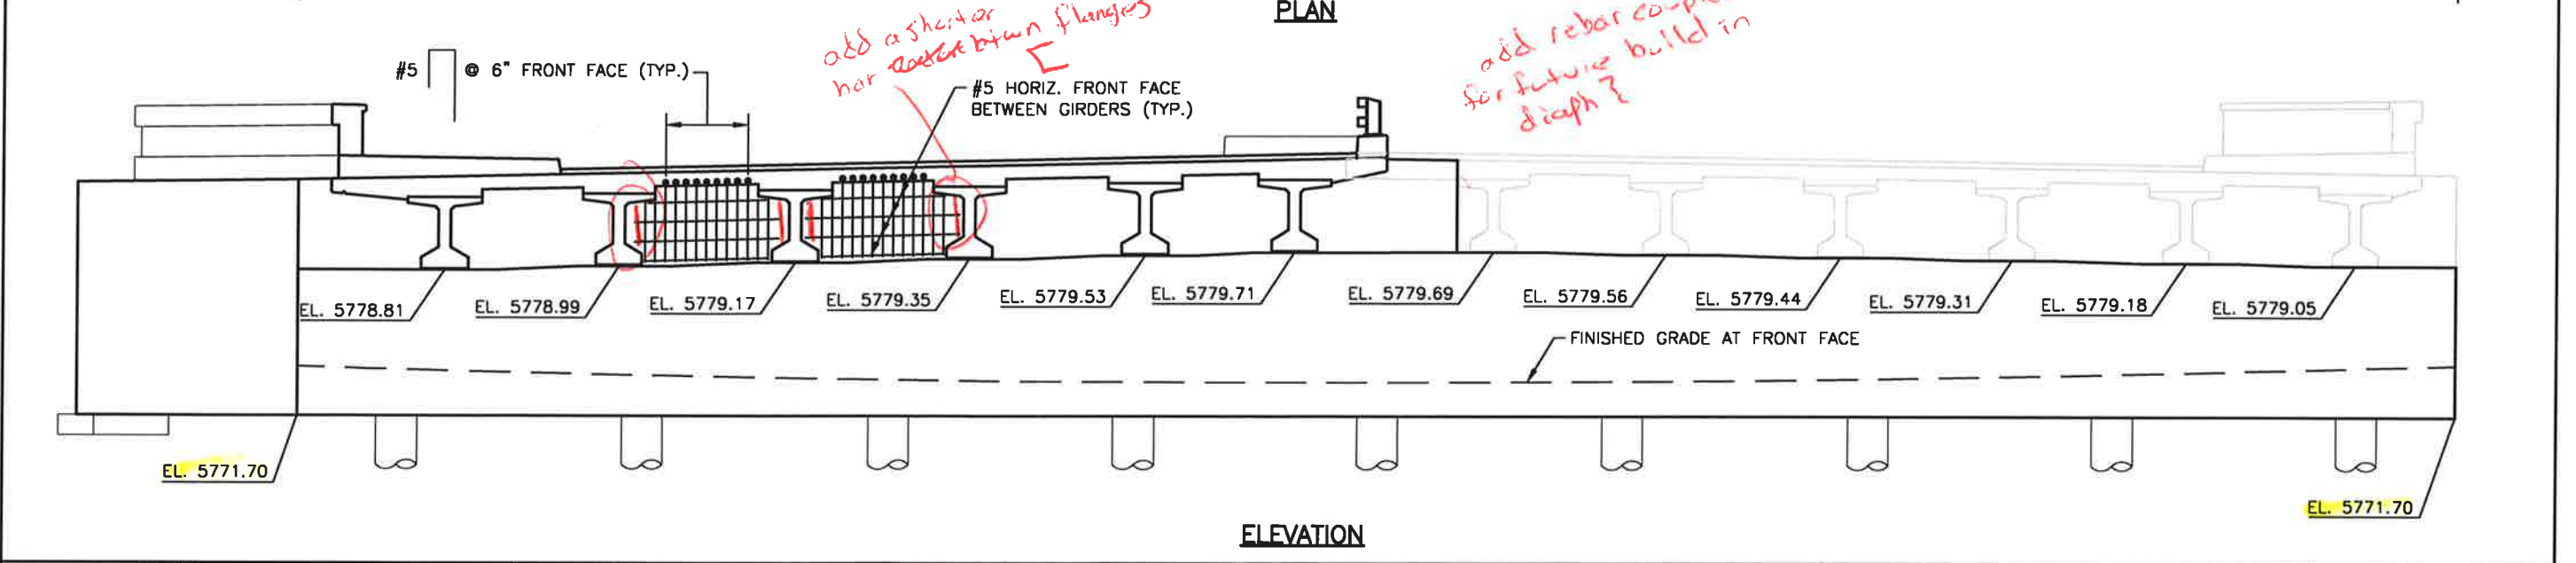 PLAN
add a shorter
bar btwn flanges
add rebar
for future build in
diaph ?
#5 @ 6" FRONT FACE (TYP.)
#5 HORIZ. FRONT FACE
BETWEEN GIRDERS (TYP.)
EL. 5778.81
EL. 5778.99
EL. 5779.17
EL. 5779.35
EL. 5779.53
EL. 5779.71
EL. 5779.69
EL. 5779.56
EL. 5779.44
EL. 5779.31
EL. 5779.18
EL. 5779.05
FINISHED GRADE AT FRONT FACE
EL. 5771.70
EL. 5771.70
ELEVATION